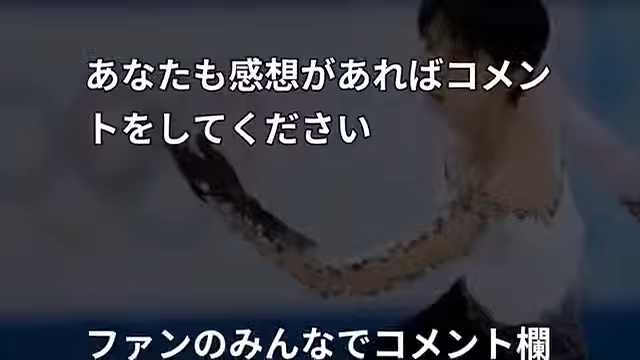 あなたも感想があればコメン
トをしてください
ファンのみんなでコメント欄